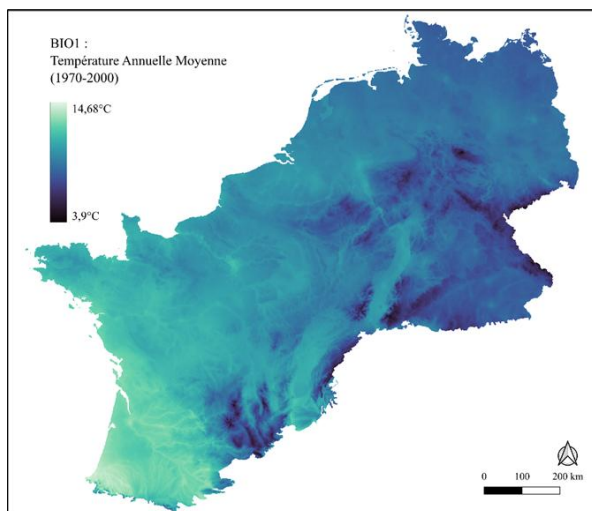 BIO1 :
Température Annuelle Moyenne
(1970-2000)
14,68°C
3,9°C
0 100 200 km